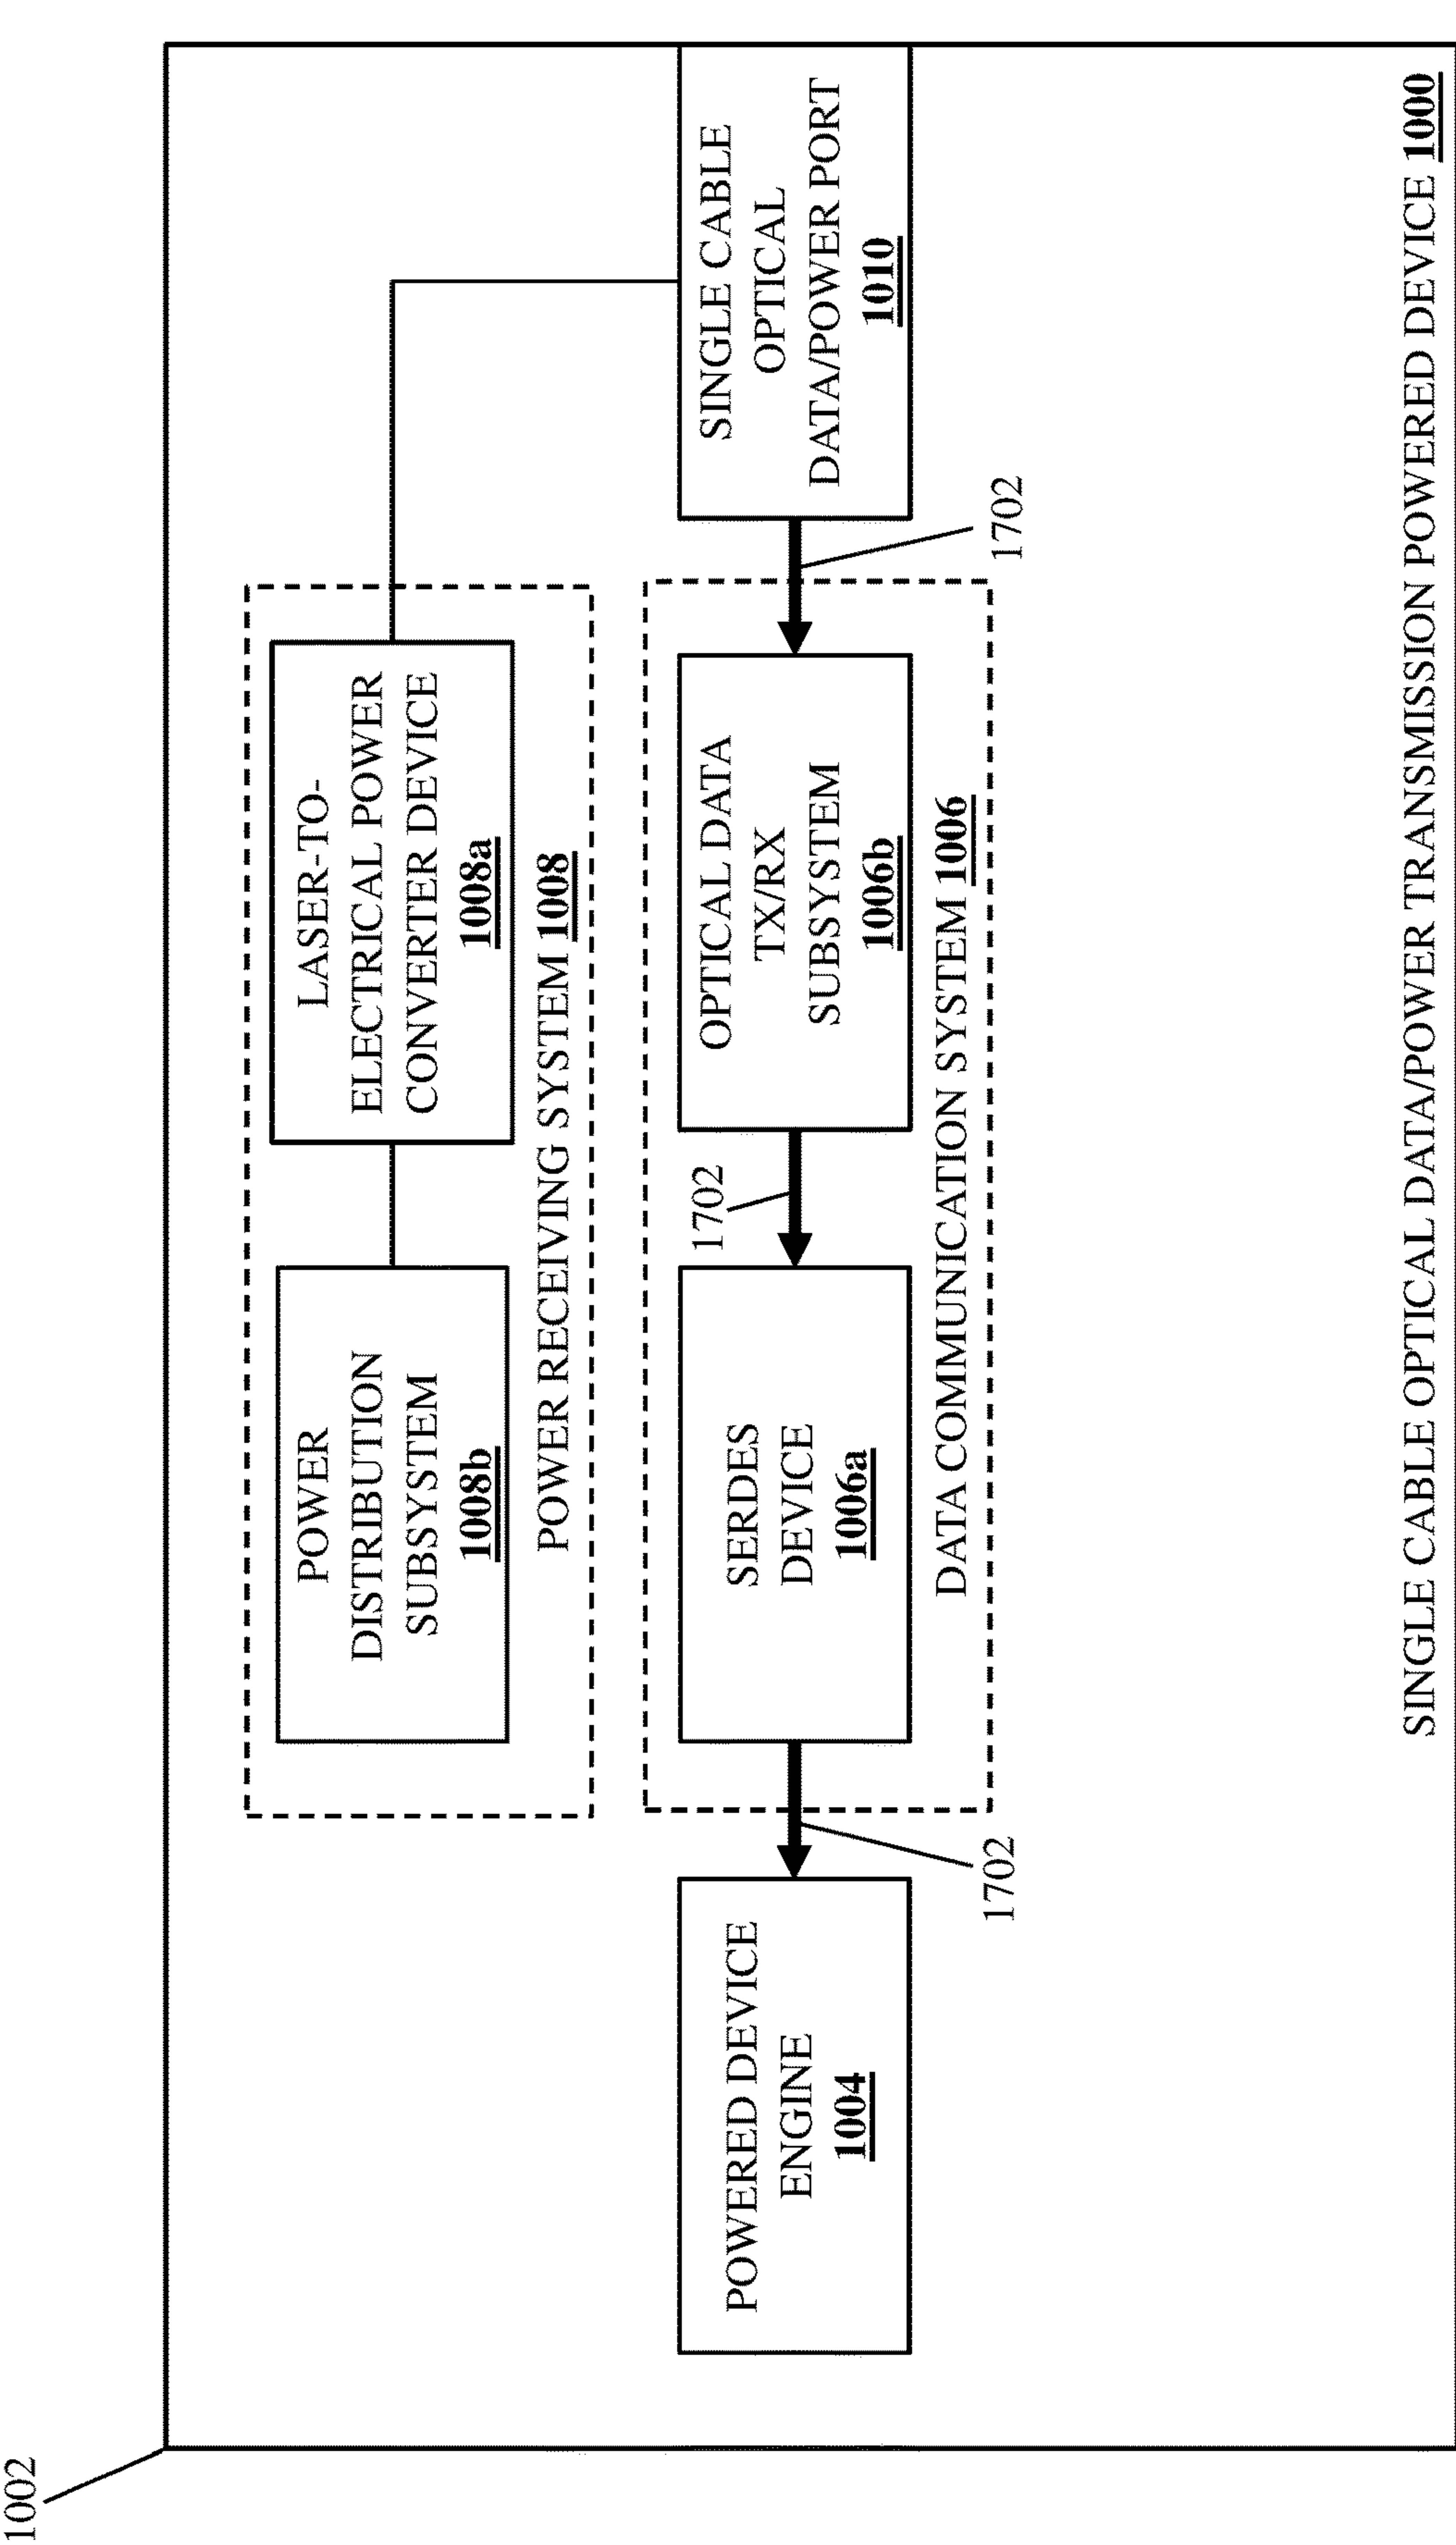 1002
POWER
DISTRIBUTION
SUBSYSTEM
1008b
LASER-TO-
ELECTRICAL POWER
CONVERTER DEVICE
1008a
POWER RECEIVING SYSTEM 1008
POWERED DEVICE
ENGINE
1004
1702
SERDES
DEVICE
1006a
1702
OPTICAL DATA
TX/RX
SUBSYSTEM
1006b
DATA COMMUNICATION SYSTEM 1006
1702
SINGLE CABLE
OPTICAL
DATA/POWER PORT
1010
SINGLE CABLE OPTICAL DATA/POWER TRANSMISSION POWERED DEVICE 1000